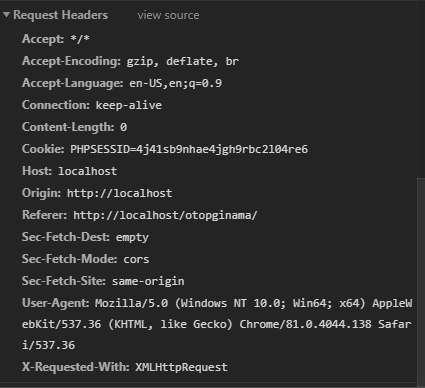 Request Headers view source
Accept: */*
Accept-Encoding: gzip, deflate, br
Accept-Language: en-US,en;q=0.9
Connection: keep-alive
Content-Length: 0
Cookie: PHPSESSID=4j41sb9nhae4jgh9rbc2l04re6
Host: localhost
Origin: http://localhost
Referer: http://localhost/otopginama/
Sec-Fetch-Dest: empty
Sec-Fetch-Mode: cors
Sec-Fetch-Site: same-origin
User-Agent: Mozilla/5.0 (Windows NT 10.0; Win64; x64) AppleW
ebKit/537.36 (KHTML, like Gecko) Chrome/81.0.4044.138 Safar
i/537.36
X-Requested-With: XMLHttpRequest